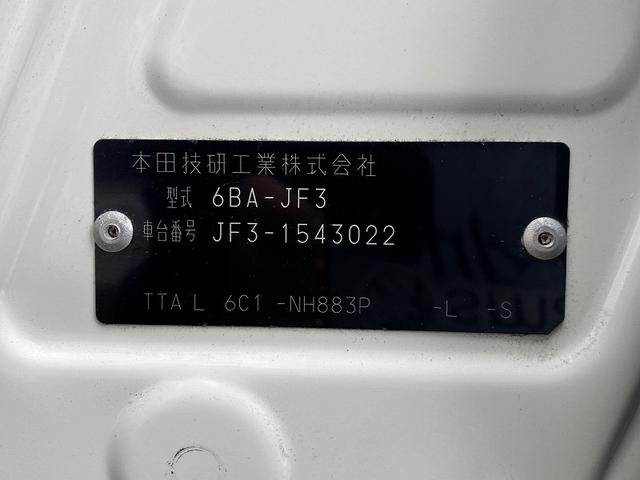 本田技研工業株式会社
型式 6BA-JF3
車台番号 JF3-1543022
TTA L 6C1 -NH883P -L -S